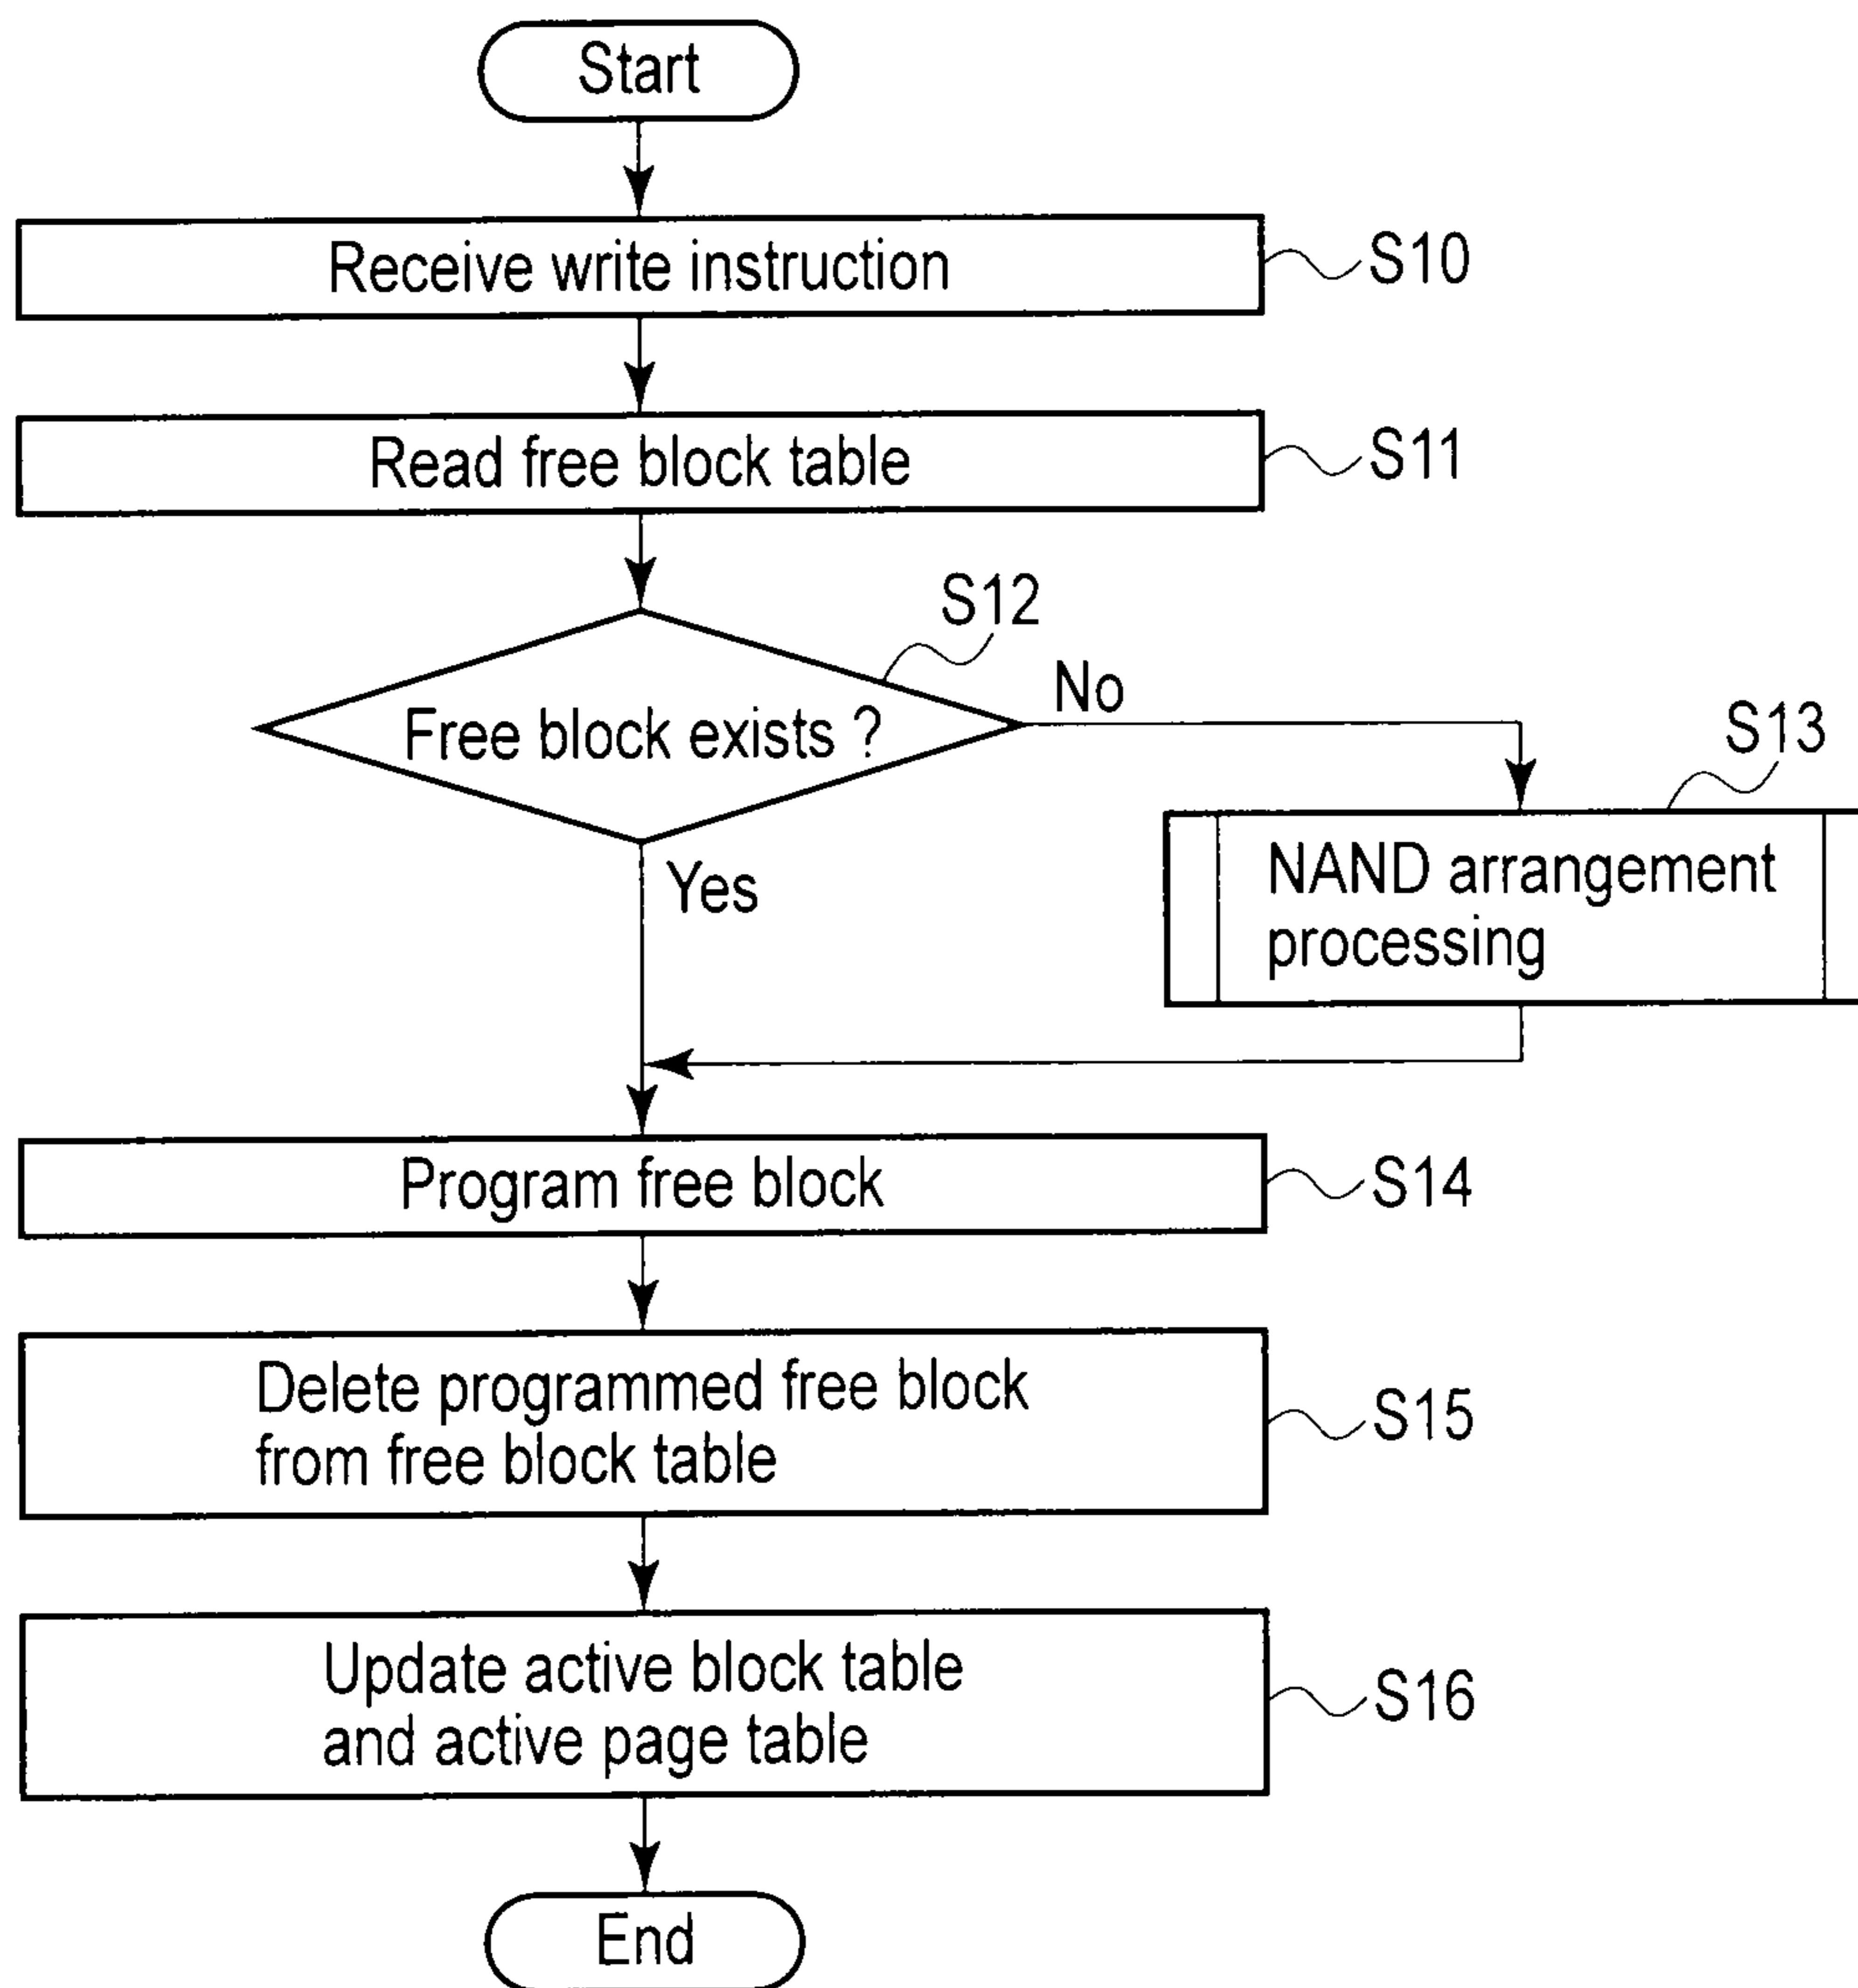 Start
Receive write instruction
S10
Read free block table
S11
S12
Free block exists ?
No
S13
Yes
NAND arrangement
processing
Program free block
S14
Delete programmed free block
from free block table
S15
Update active block table
and active page table
S16
End